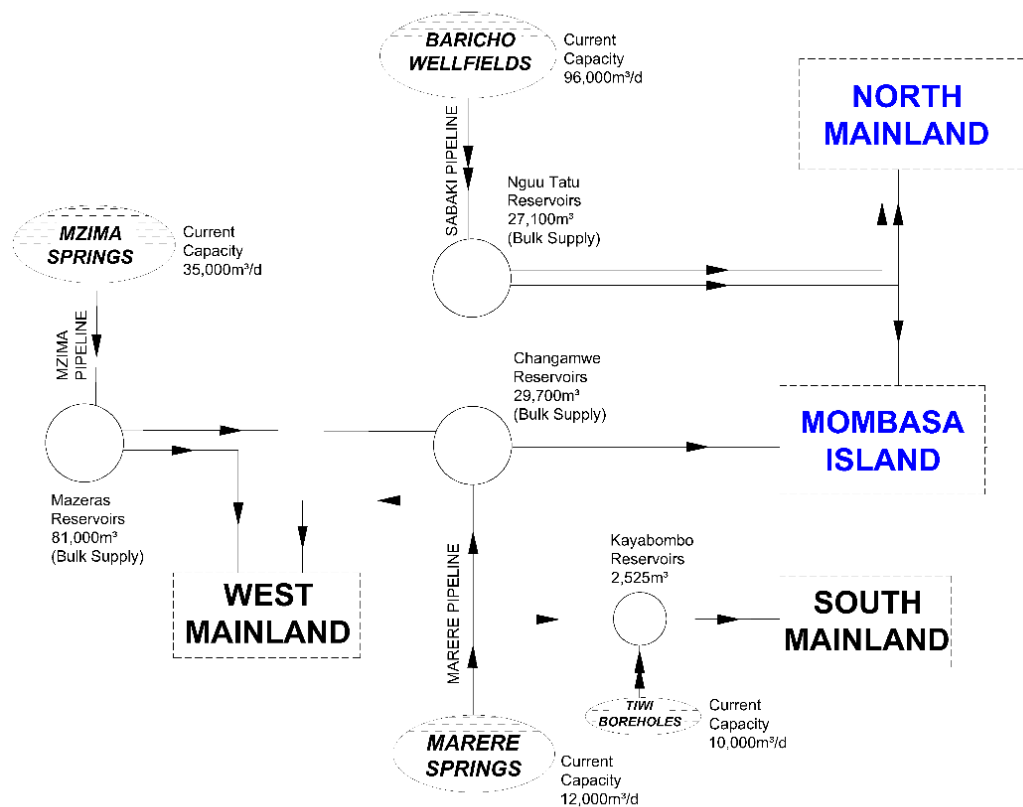 BARICHO
WELLFIELDS
Current
Capacity
96,000m³/d
NORTH
MAINLAND
SABAKI PIPELINE
Nguu Tatu
Reservoirs
27,100m³
(Bulk Supply)
MZIMA
SPRINGS
Current
Capacity
35,000m³/d
MZIMA
PIPELINE
Changamwe
Reservoirs
29,700m³
(Bulk Supply)
MOMBASA
ISLAND
Mazeras
Reservoirs
81,000m³
(Bulk Supply)
WEST
MAINLAND
MARERE PIPELINE
Kayabombo
Reservoirs
2,525m³
SOUTH
MAINLAND
TIWI
BOREHOLES
Current
Capacity
10,000m³/d
MARERE
SPRINGS
Current
Capacity
12,000m³/d